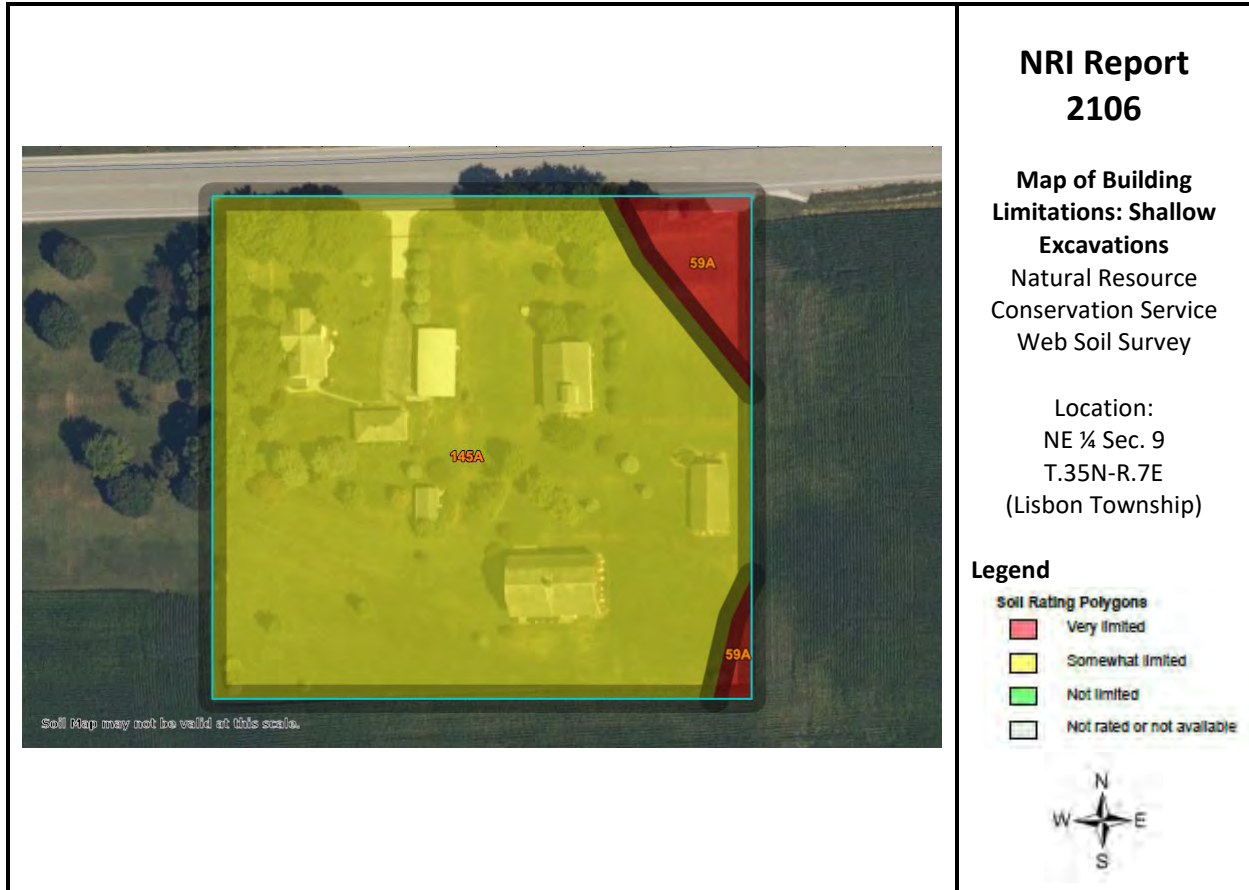 NRI Report
2106
Map of Building
Limitations: Shallow
Excavations
Natural Resource
Conservation Service
Web Soil Survey
Location:
NE ¼ Sec. 9
T.35N-R.7E
(Lisbon Township)
Legend
Soil Rating Polygons
Very limited
Somewhat limited
Not limited
Not rated or not available
N
W E
S
59A
145A
59A
Soil Map may not be valid at this scale.